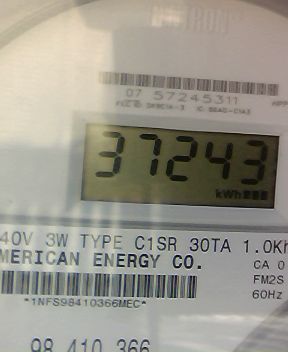 07 57245311
37243
kWh
40V 3W TYPE C1SR 30TA 1.0Kh
MERICAN ENERGY CO.
CA 0
FM2S
60Hz
*1NFS98410366MEC*
98 410 366